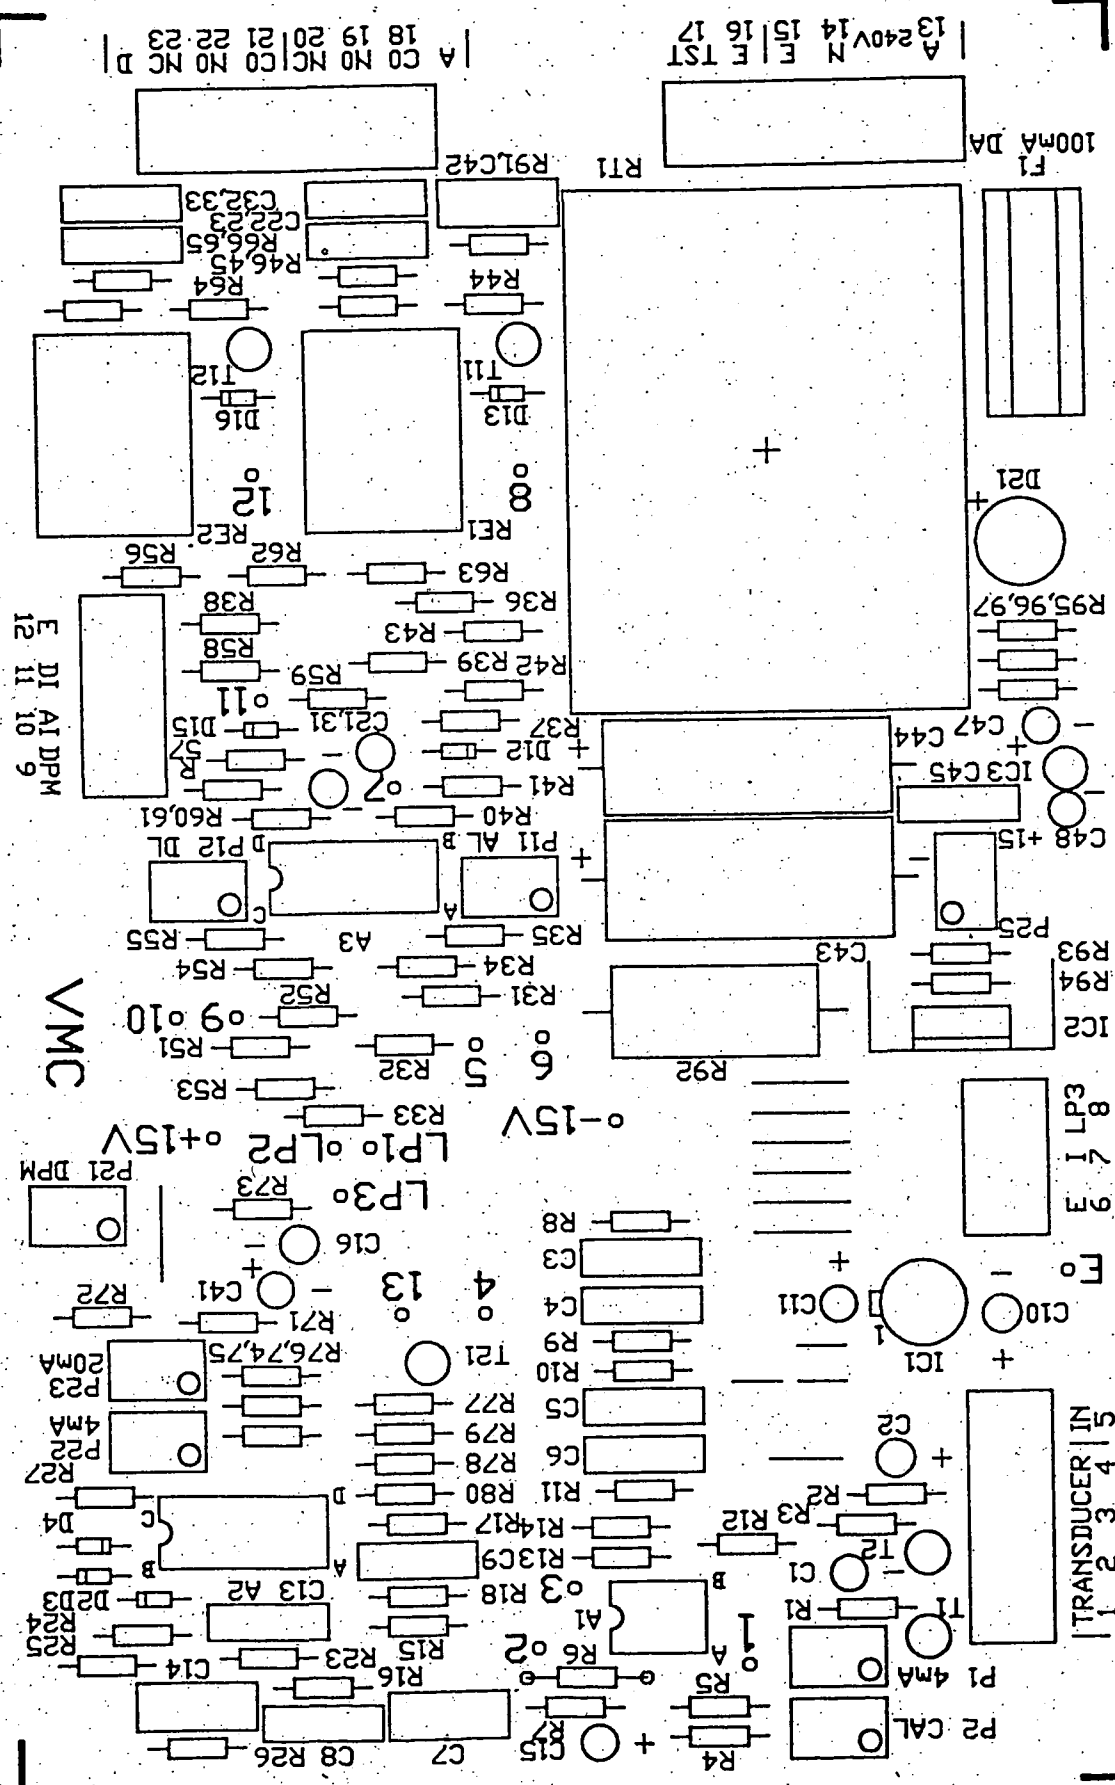 A CO NO NC CO NO NC D
18 19 20 21 22 23
A 240V N E E TST
13 14 15 16 17
100mA DA
F1
RT1
R91,C42
C32,33
C22,23
R66,65
R46,45
R64
R44
T12
T11
D16
D13
12
8
RE2
RE1
D21
R56
R62
R63
R38
R36
R43
R58
R59
R39
R42
R95,96,97
E DI AI DPM
12 11 10 9
11
D15
C21,31
R37
D12
R57
7
R41
R60,61
R40
C44
C47
IC3 C45
C48 +15
P12 DL
D
B
P11 AL
C
A
A3
P25
R55
R35
R54
R34
C43
R93
R94
R52
R31
VMC
10
9
R51
R32
5
6
R92
IC2
R53
R33
-15V
+15V
LP2
LP1
LP3
E I LP3
6 7 8
P21 DPM
R73
R8
C16
C3
E
C41
13
4
R72
R71
C4
C11
1
IC1
C10
R9
R76,74,75
T21
R10
P23
20mA
R77
C5
P22
4mA
R79
C2
R78
C6
R27
R80
R11
R2
D
C
D4
R17
R14
R12
R3
T2
B
A
R13
C9
C1
D2
D3
A2
C13
R18
3
A1
B
A
R1
T1
TRANSDUCER IN
1 2 3 4 5
R24
R25
R15
2
1
R23
R6
C14
R16
R5
P1 4mA
R7
C15
R4
P2 CAL
R26
C8
C7